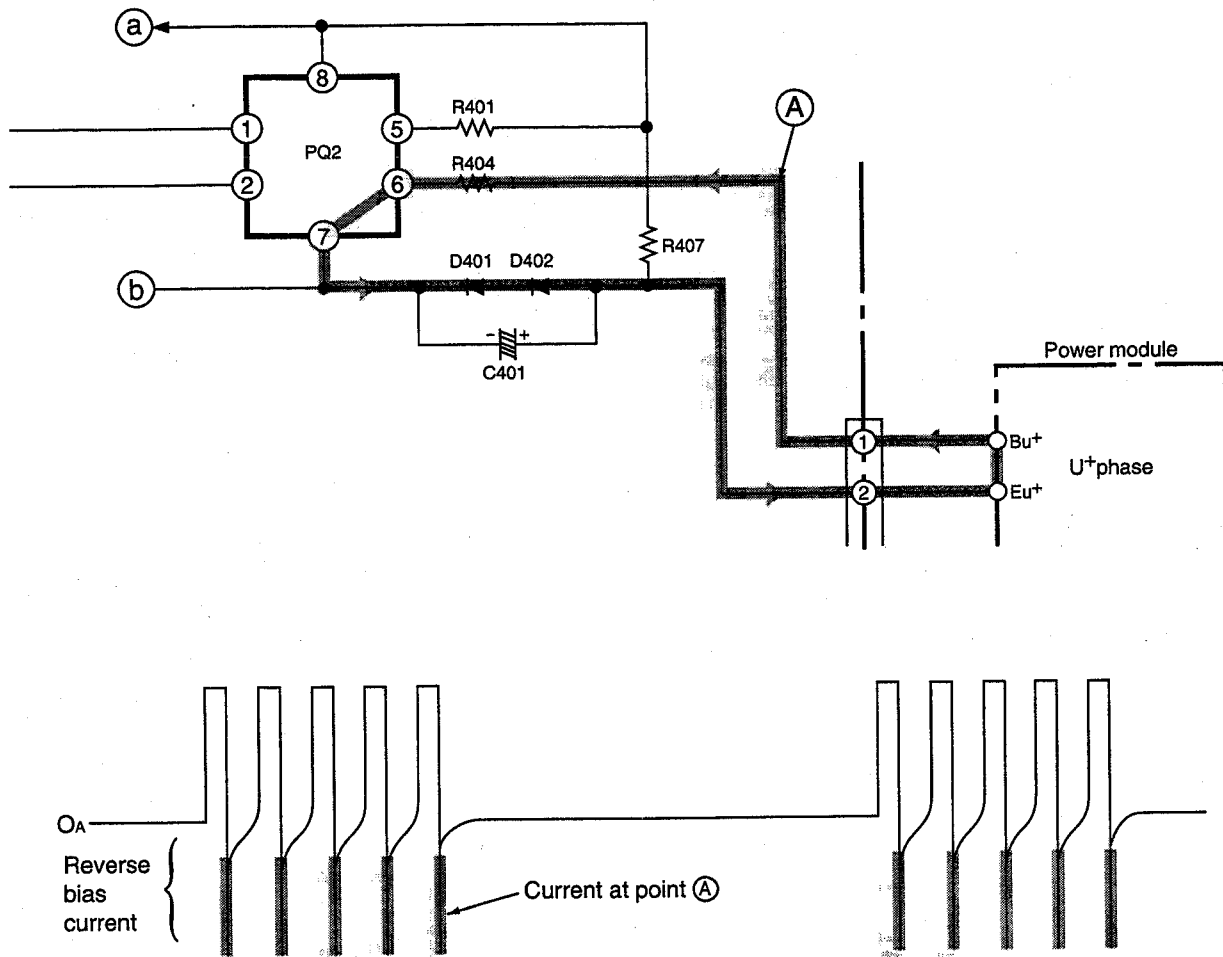 a
8
R401
A
1
5
PQ2
R404
2
6
7
R407
D401 D402
b
- +
C401
Power module
1
Bu+
U+phase
2
Eu+
OA
Reverse
bias
current
Current at point A